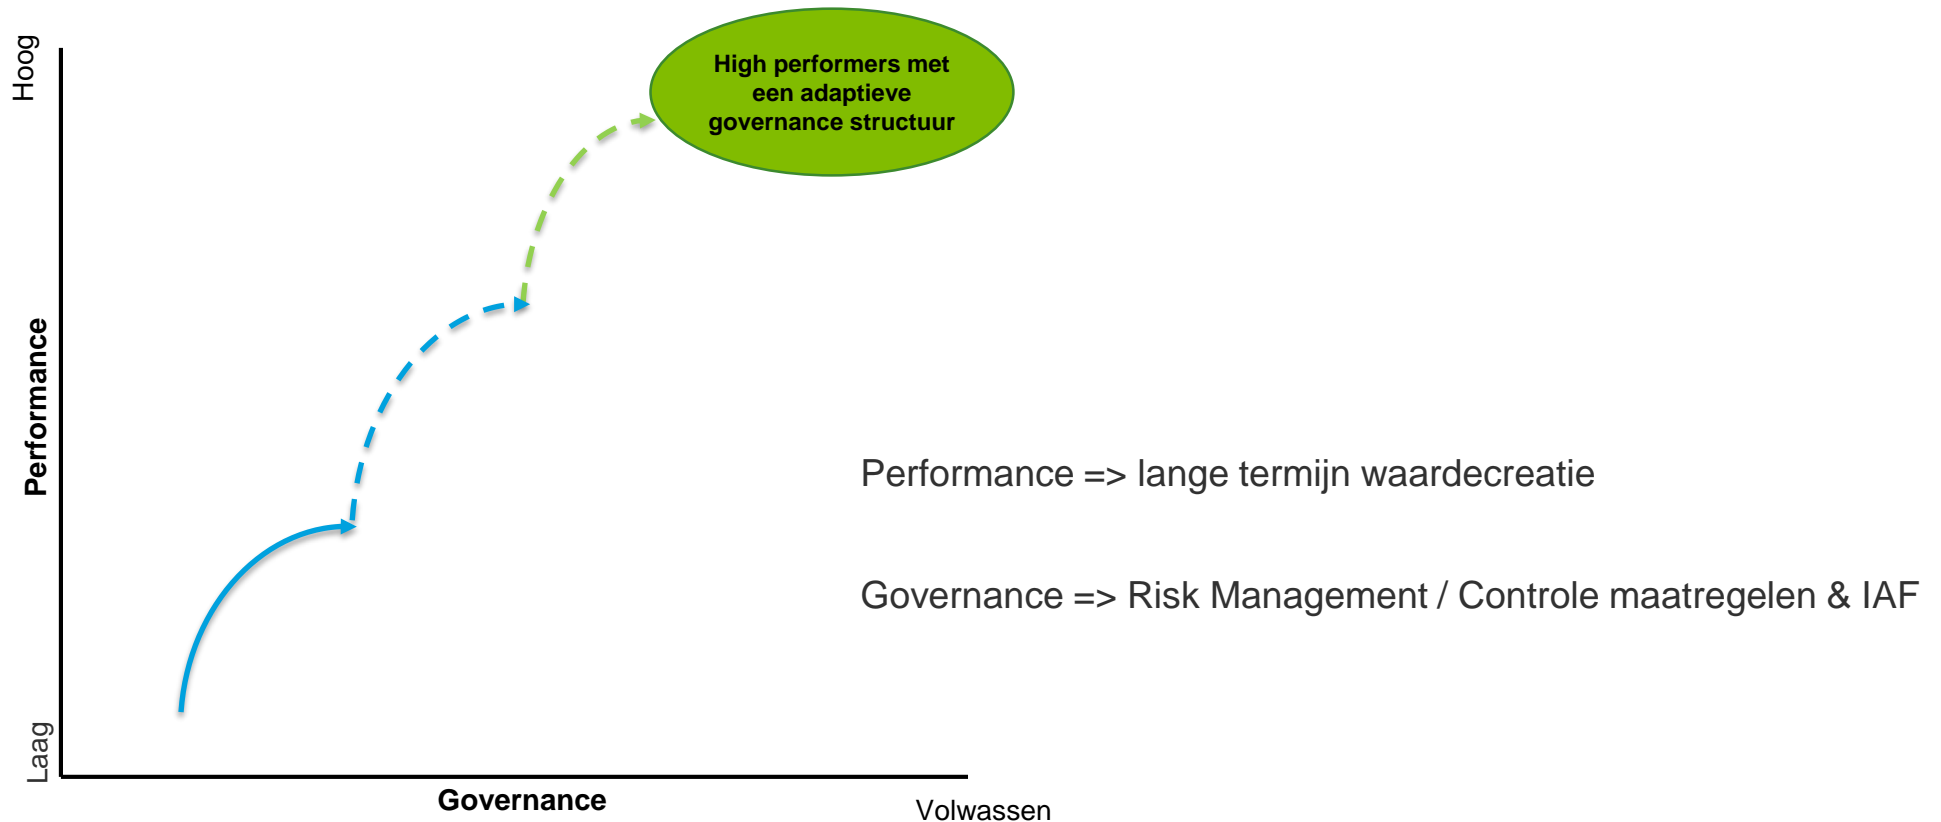 Hoog
High performers met
een adaptieve
governance structuur
Performance
Performance => lange termijn waardecreatie
Governance => Risk Management / Controle maatregelen & IAF
Laag
Governance
Volwassen